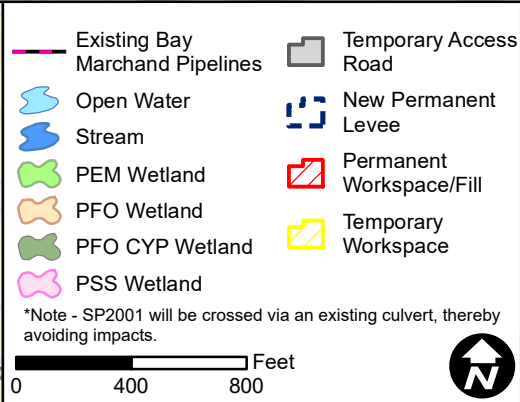 Existing Bay
Marchand Pipelines
Open Water
Stream
PEM Wetland
PFO Wetland
PFO CYP Wetland
PSS Wetland
Temporary Access
Road
New Permanent
Levee
Permanent
Workspace/Fill
Temporary
Workspace
*Note - SP2001 will be crossed via an existing culvert, thereby
avoiding impacts.
Feet
0 400 800
N